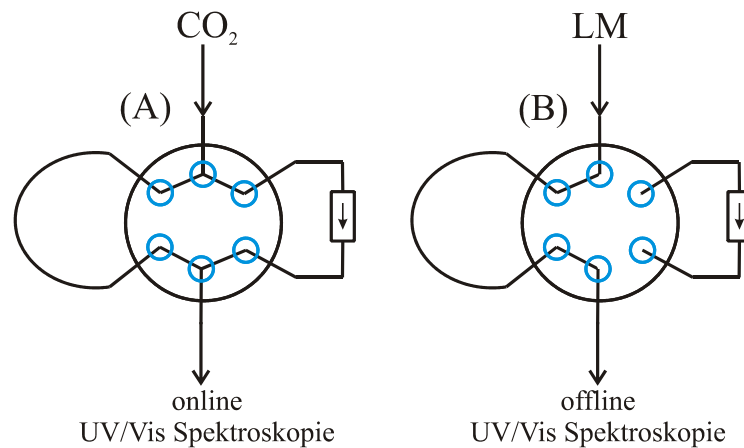 CO₂
LM
(A)
(B)
online
UV/Vis Spektroskopie
offline
UV/Vis Spektroskopie